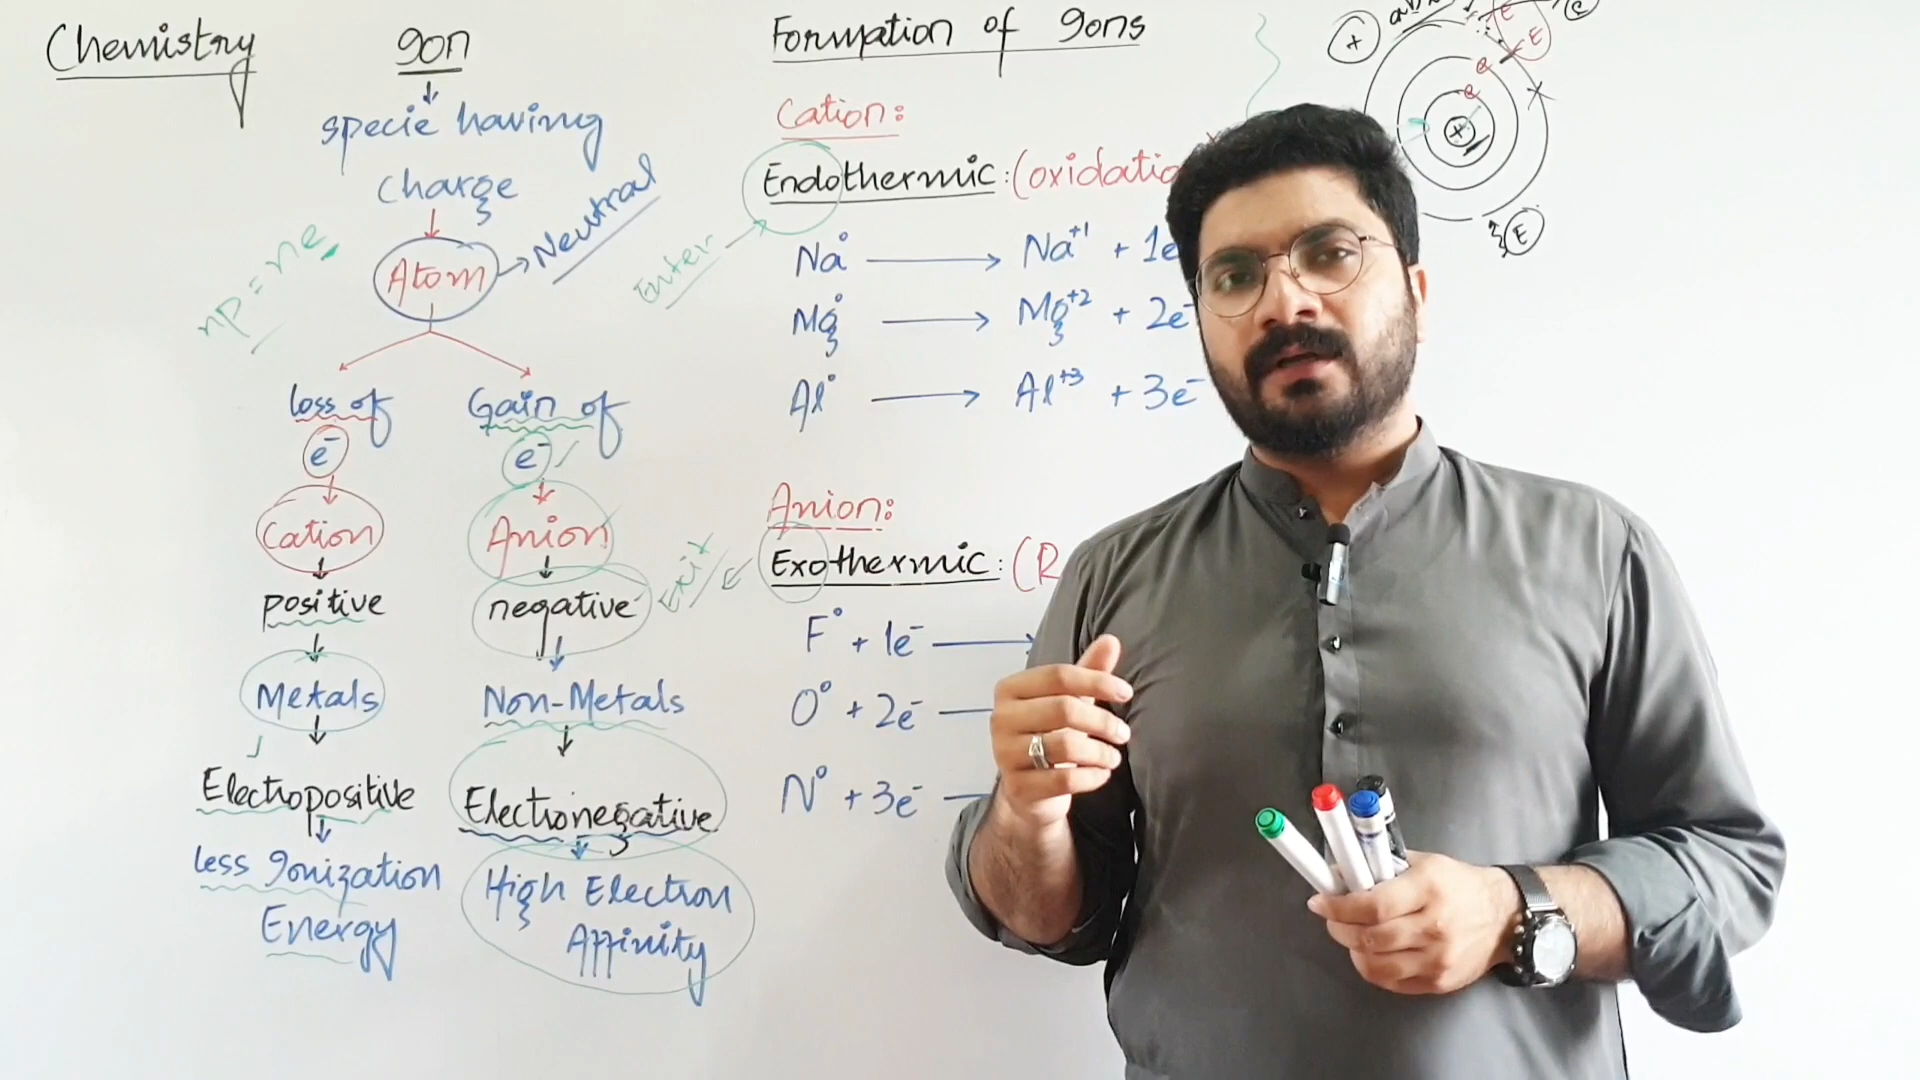 Chemistry
Ion
specie having
charge
Atom
Neutral
np = ne
loss of
e⁻
Cation
positive
Metals
Electropositive
less Ionization
Energy
Gain of
e⁻
Anion
negative
Non-Metals
Electronegative
High Electron
Affinity
Formation of Ions
Cation:
Endothermic: (oxidatio
Enter
Na° ⟶ Na⁺¹ + 1e
Mg° ⟶ Mg⁺² + 2e⁻
Al° ⟶ Al⁺³ + 3e⁻
Anion:
Exothermic: (R
Exit
F° + 1e⁻ ⟶
O° + 2e⁻ —
N° + 3e⁻ —
+
E
e
e
+
E